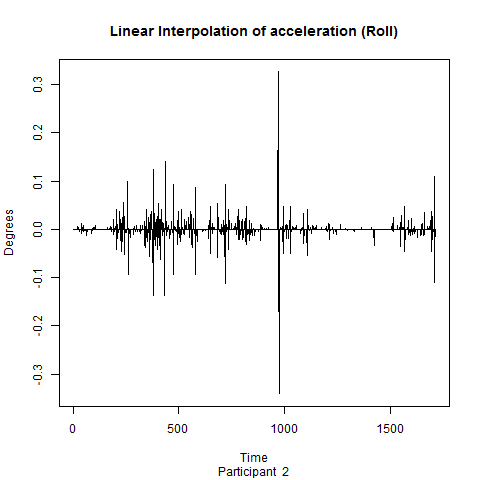 Linear Interpolation of acceleration (Roll)
Degrees
0.3
0.2
0.1
0.0
-0.1
-0.2
-0.3
0 500 1000 1500
Time
Participant 2